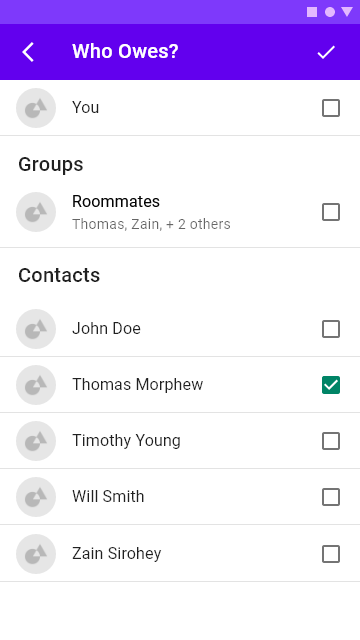 Who Owes?
You
Groups
Roommates
Thomas, Zain, + 2 others
Contacts
John Doe
Thomas Morphew
Timothy Young
Will Smith
Zain Sirohey